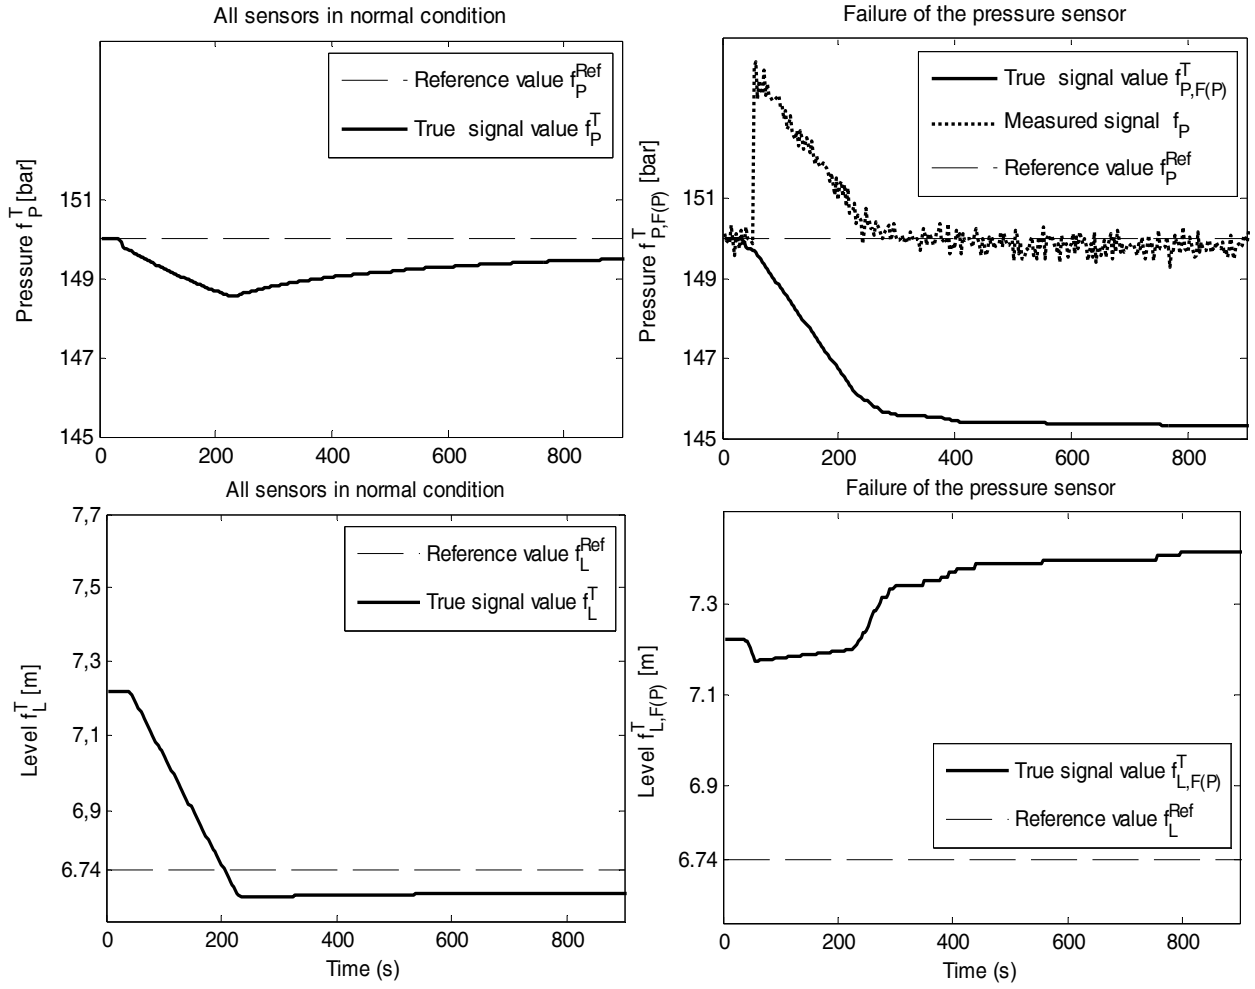 All sensors in normal condition
Reference value f_P^Ref
True signal value f_P^T
Pressure f_P^T [bar]
151
149
147
145
0 200 400 600 800
Failure of the pressure sensor
True signal value f_P,F(P)^T
Measured signal f_P
Reference value f_P^Ref
Pressure f_P,F(P)^T [bar]
151
149
147
145
0 200 400 600 800
All sensors in normal condition
Reference value f_L^Ref
True signal value f_L^T
Level f_L^T [m]
7,7
7,5
7,3
7,1
6,9
6.74
0 200 400 600 800
Time (s)
Failure of the pressure sensor
True signal value f_L,F(P)^T
Reference value f_L^Ref
Level f_L,F(P)^T [m]
7.3
7.1
6.9
6.74
0 200 400 600 800
Time (s)